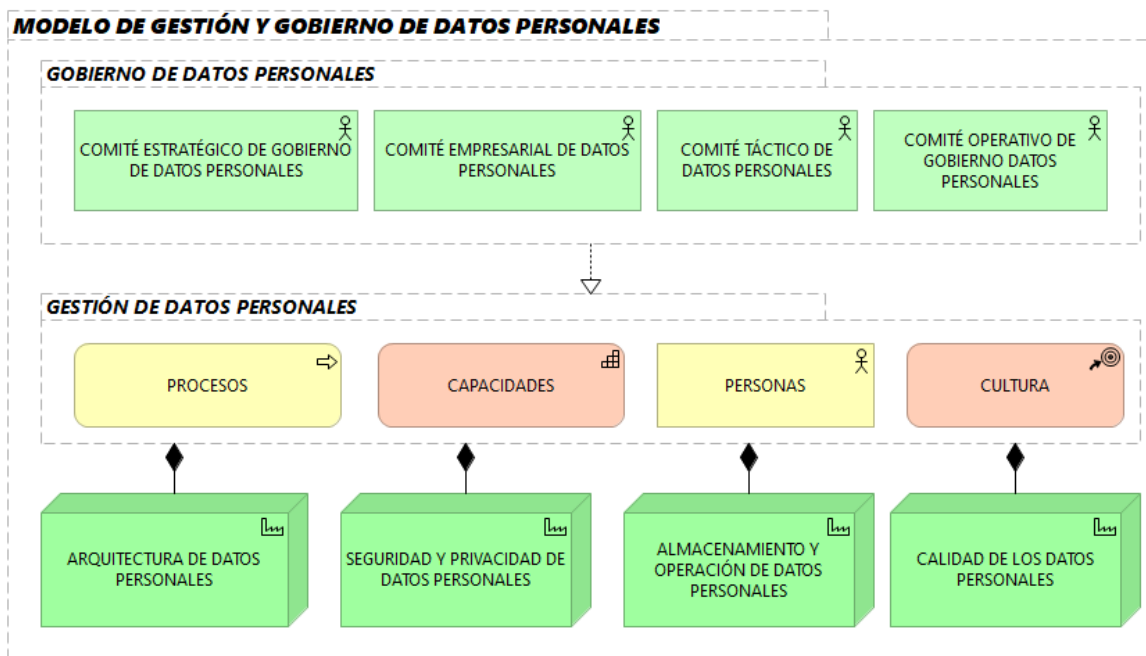 MODELO DE GESTIÓN Y GOBIERNO DE DATOS PERSONALES
GOBIERNO DE DATOS PERSONALES
COMITÉ ESTRATÉGICO DE GOBIERNO
DE DATOS PERSONALES
COMITÉ EMPRESARIAL DE DATOS
PERSONALES
COMITÉ TÁCTICO DE
DATOS PERSONALES
COMITÉ OPERATIVO DE
GOBIERNO DATOS
PERSONALES
GESTIÓN DE DATOS PERSONALES
PROCESOS
CAPACIDADES
PERSONAS
CULTURA
ARQUITECTURA DE DATOS
PERSONALES
SEGURIDAD Y PRIVACIDAD DE
DATOS PERSONALES
ALMACENAMIENTO Y
OPERACIÓN DE DATOS
PERSONALES
CALIDAD DE LOS DATOS
PERSONALES